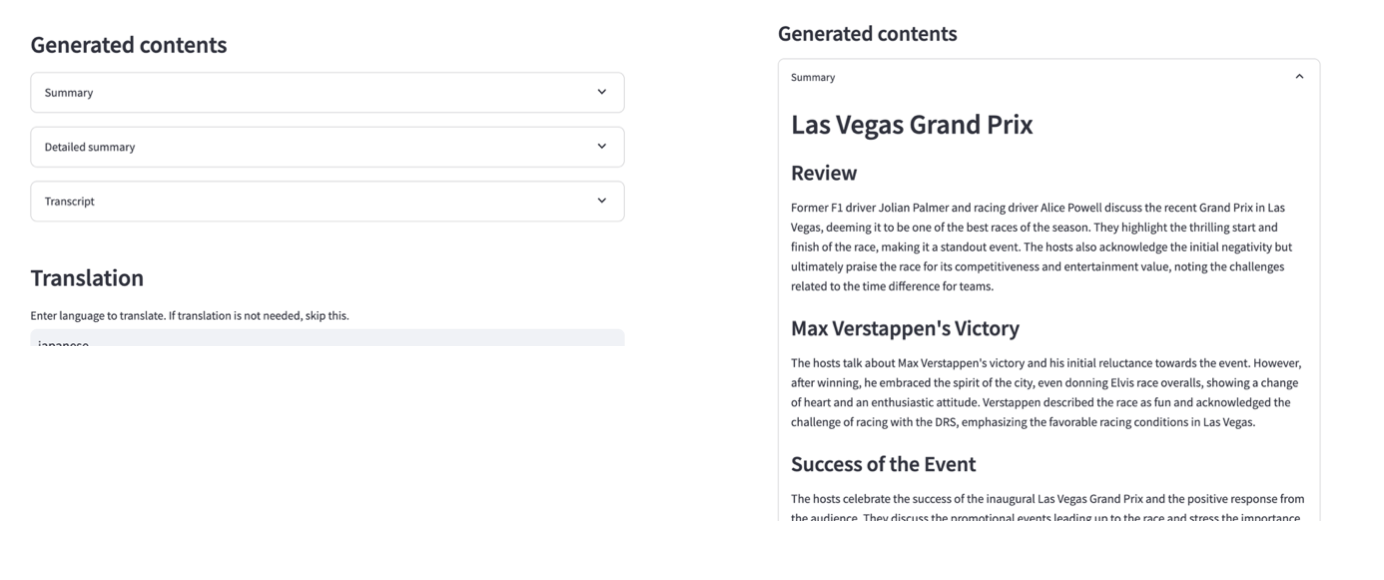 Generated contents
Summary
Detailed summary
Transcript
Translation
Enter language to translate. If translation is not needed, skip this.
japanese
Generated contents
Summary
Las Vegas Grand Prix
Review
Former F1 driver Jolian Palmer and racing driver Alice Powell discuss the recent Grand Prix in Las
Vegas, deeming it to be one of the best races of the season. They highlight the thrilling start and
finish of the race, making it a standout event. The hosts also acknowledge the initial negativity but
ultimately praise the race for its competitiveness and entertainment value, noting the challenges
related to the time difference for teams.
Max Verstappen's Victory
The hosts talk about Max Verstappen's victory and his initial reluctance towards the event. However,
after winning, he embraced the spirit of the city, even donning Elvis race overalls, showing a change
of heart and an enthusiastic attitude. Verstappen described the race as fun and acknowledged the
challenge of racing with the DRS, emphasizing the favorable racing conditions in Las Vegas.
Success of the Event
The hosts celebrate the success of the inaugural Las Vegas Grand Prix and the positive response from
the audience. They discuss the promotional events leading up to the race and stress the importance